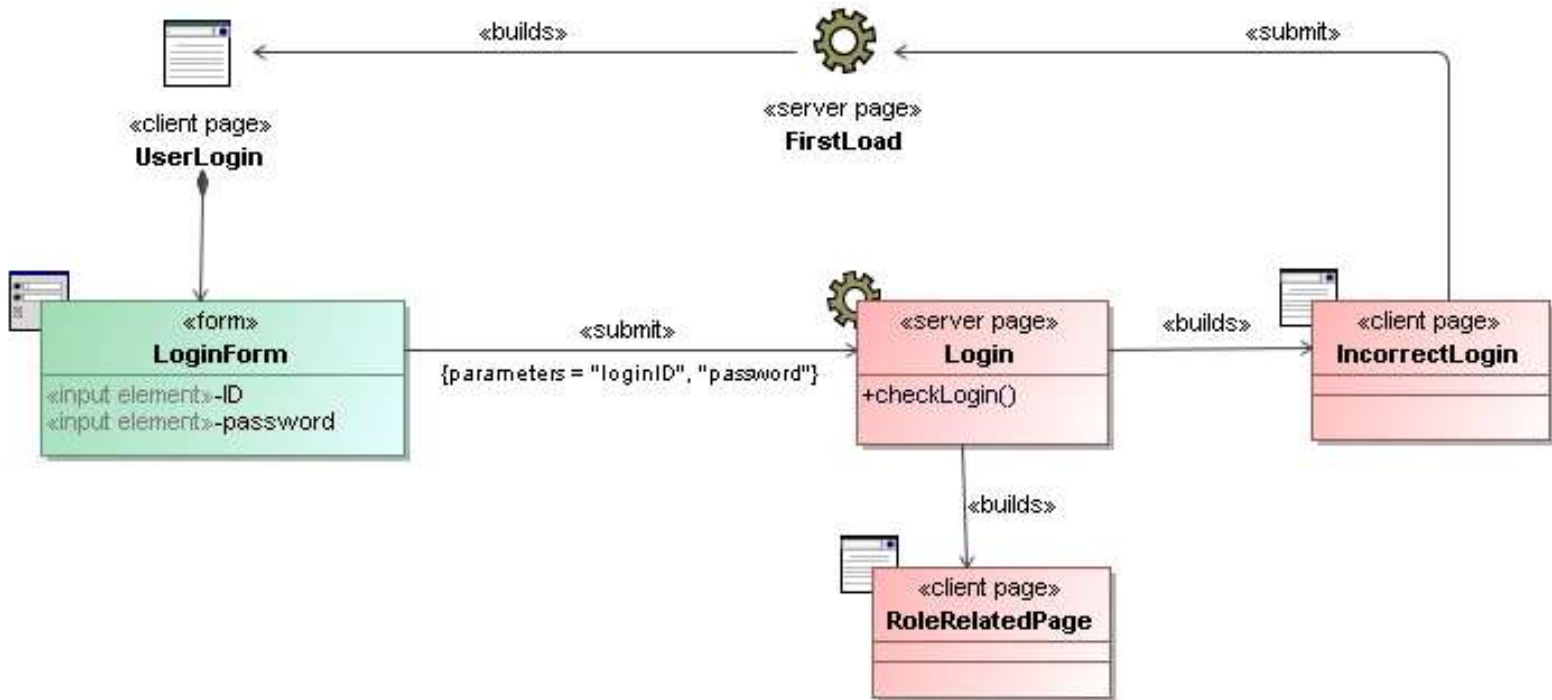 «builds»
«submit»
«client page»
UserLogin
«server page»
FirstLoad
«form»
LoginForm
«input element»-ID
«input element»-password
«submit»
{parameters = "loginID", "password"}
«server page»
Login
+checkLogin()
«builds»
«client page»
IncorrectLogin
«builds»
«client page»
RoleRelatedPage